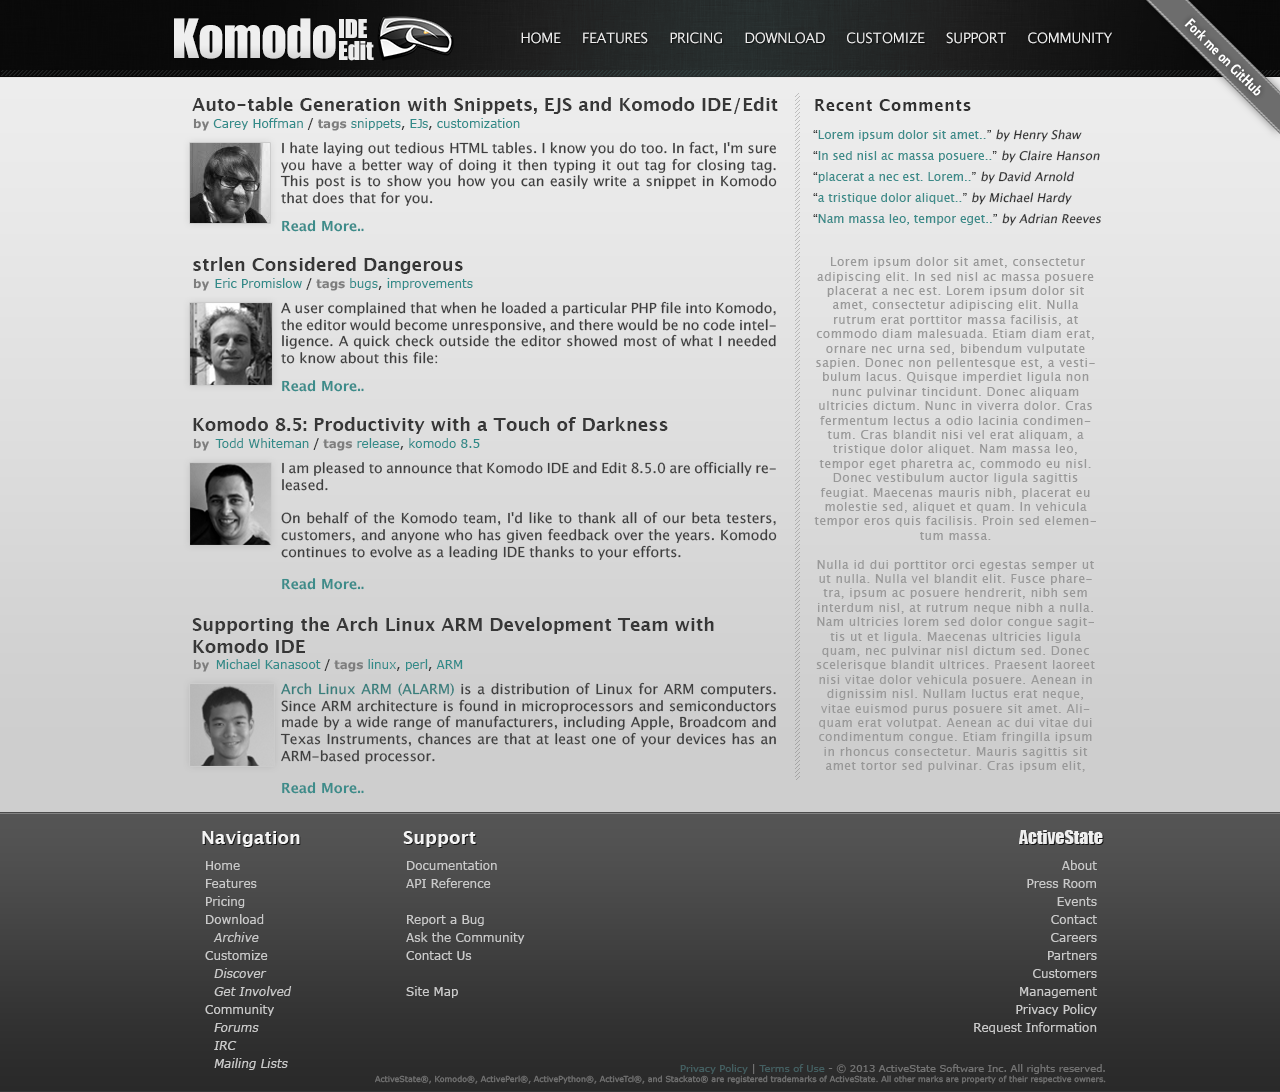 Komodo IDE Edit
HOME FEATURES PRICING DOWNLOAD CUSTOMIZE SUPPORT COMMUNITY
Fork me on GitHub
Auto-table Generation with Snippets, EJS and Komodo IDE/Edit
by Carey Hoffman / tags snippets, EJs, customization
I hate laying out tedious HTML tables. I know you do too. In fact, I'm sure
you have a better way of doing it then typing it out tag for closing tag.
This post is to show you how you can easily write a snippet in Komodo
that does that for you.
Read More..
strlen Considered Dangerous
by Eric Promislow / tags bugs, improvements
A user complained that when he loaded a particular PHP file into Komodo,
the editor would become unresponsive, and there would be no code intel-
ligence. A quick check outside the editor showed most of what I needed
to know about this file:
Read More..
Komodo 8.5: Productivity with a Touch of Darkness
by Todd Whiteman / tags release, komodo 8.5
I am pleased to announce that Komodo IDE and Edit 8.5.0 are officially re-
leased.
On behalf of the Komodo team, I'd like to thank all of our beta testers,
customers, and anyone who has given feedback over the years. Komodo
continues to evolve as a leading IDE thanks to your efforts.
Read More..
Supporting the Arch Linux ARM Development Team with
Komodo IDE
by Michael Kanasoot / tags linux, perl, ARM
Arch Linux ARM (ALARM) is a distribution of Linux for ARM computers.
Since ARM architecture is found in microprocessors and semiconductors
made by a wide range of manufacturers, including Apple, Broadcom and
Texas Instruments, chances are that at least one of your devices has an
ARM-based processor.
Read More..
Recent Comments
“Lorem ipsum dolor sit amet..” by Henry Shaw
“In sed nisl ac massa posuere..” by Claire Hanson
“placerat a nec est. Lorem..” by David Arnold
“a tristique dolor aliquet..” by Michael Hardy
“Nam massa leo, tempor eget..” by Adrian Reeves
Lorem ipsum dolor sit amet, consectetur
adipiscing elit. In sed nisl ac massa posuere
placerat a nec est. Lorem ipsum dolor sit
amet, consectetur adipiscing elit. Nulla
rutrum erat porttitor massa facilisis, at
commodo diam malesuada. Etiam diam erat,
ornare nec urna sed, bibendum vulputate
sapien. Donec non pellentesque est, a vesti-
bulum lacus. Quisque imperdiet ligula non
nunc pulvinar tincidunt. Donec aliquam
ultricies dictum. Nunc in viverra dolor. Cras
fermentum lectus a odio lacinia condimen-
tum. Cras blandit nisi vel erat aliquam, a
tristique dolor aliquet. Nam massa leo,
tempor eget pharetra ac, commodo eu nisl.
Donec vestibulum auctor ligula sagittis
feugiat. Maecenas mauris nibh, placerat eu
molestie sed, aliquet et quam. In vehicula
tempor eros quis facilisis. Proin sed elemen-
tum massa.
Nulla id dui porttitor orci egestas semper ut
ut nulla. Nulla vel blandit elit. Fusce phare-
tra, ipsum ac posuere hendrerit, nibh sem
interdum nisl, at rutrum neque nibh a nulla.
Nam ultricies lorem sed dolor congue sagit-
tis ut et ligula. Maecenas ultricies ligula
quam, nec pulvinar nisl dictum sed. Donec
scelerisque blandit ultrices. Praesent laoreet
nisi vitae dolor vehicula posuere. Aenean in
dignissim nisl. Nullam luctus erat neque,
vitae euismod purus posuere sit amet. Ali-
quam erat volutpat. Aenean ac dui vitae dui
condimentum congue. Etiam fringilla ipsum
in rhoncus consectetur. Mauris sagittis sit
amet tortor sed pulvinar. Cras ipsum elit,
Navigation
Home
Features
Pricing
Download
Archive
Customize
Discover
Get Involved
Community
Forums
IRC
Mailing Lists
Support
Documentation
API Reference
Report a Bug
Ask the Community
Contact Us
Site Map
ActiveState
About
Press Room
Events
Contact
Careers
Partners
Customers
Management
Privacy Policy
Request Information
Privacy Policy | Terms of Use - © 2013 ActiveState Software Inc. All rights reserved.
ActiveState®, Komodo®, ActivePerl®, ActivePython®, ActiveTcl®, and Stackato® are registered trademarks of ActiveState. All other marks are property of their respective owners.